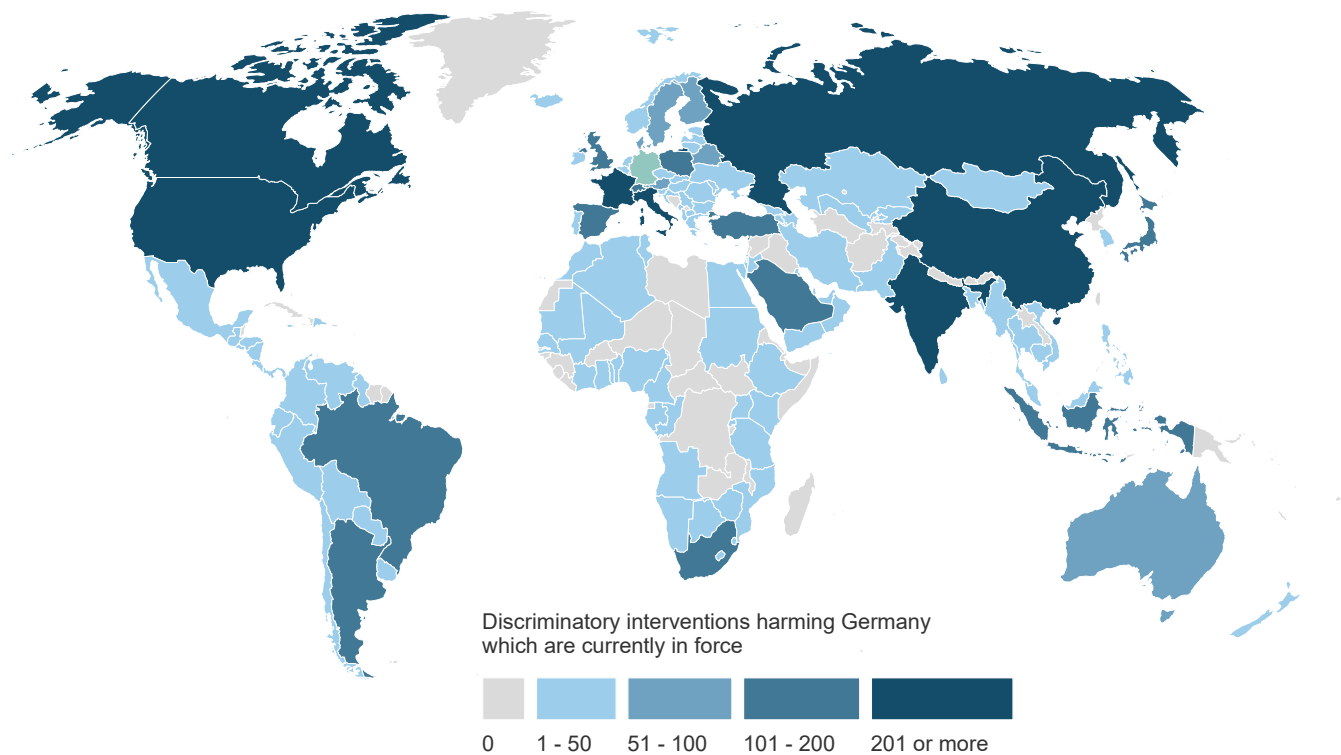 Discriminatory interventions harming Germany
which are currently in force
0 1 - 50 51 - 100 101 - 200 201 or more